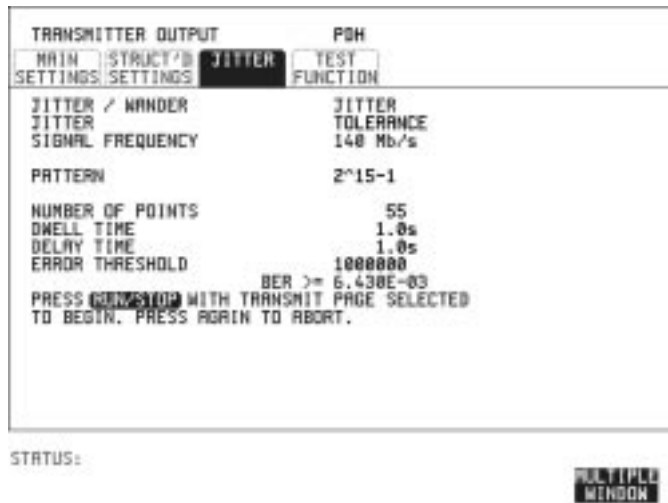 TRANSMITTER OUTPUT PDH
MAIN SETTINGS STRUCT'D SETTINGS JITTER TEST FUNCTION
JITTER / WANDER JITTER
JITTER TOLERANCE
SIGNAL FREQUENCY 140 Mb/s
PATTERN 2^15-1
NUMBER OF POINTS 55
DWELL TIME 1.0s
DELAY TIME 1.0s
ERROR THRESHOLD 1000000
BER >= 6.430E-03
PRESS RUN/STOP WITH TRANSMIT PAGE SELECTED
TO BEGIN. PRESS AGAIN TO ABORT.
STATUS:
MULTIPLE
WINDOW